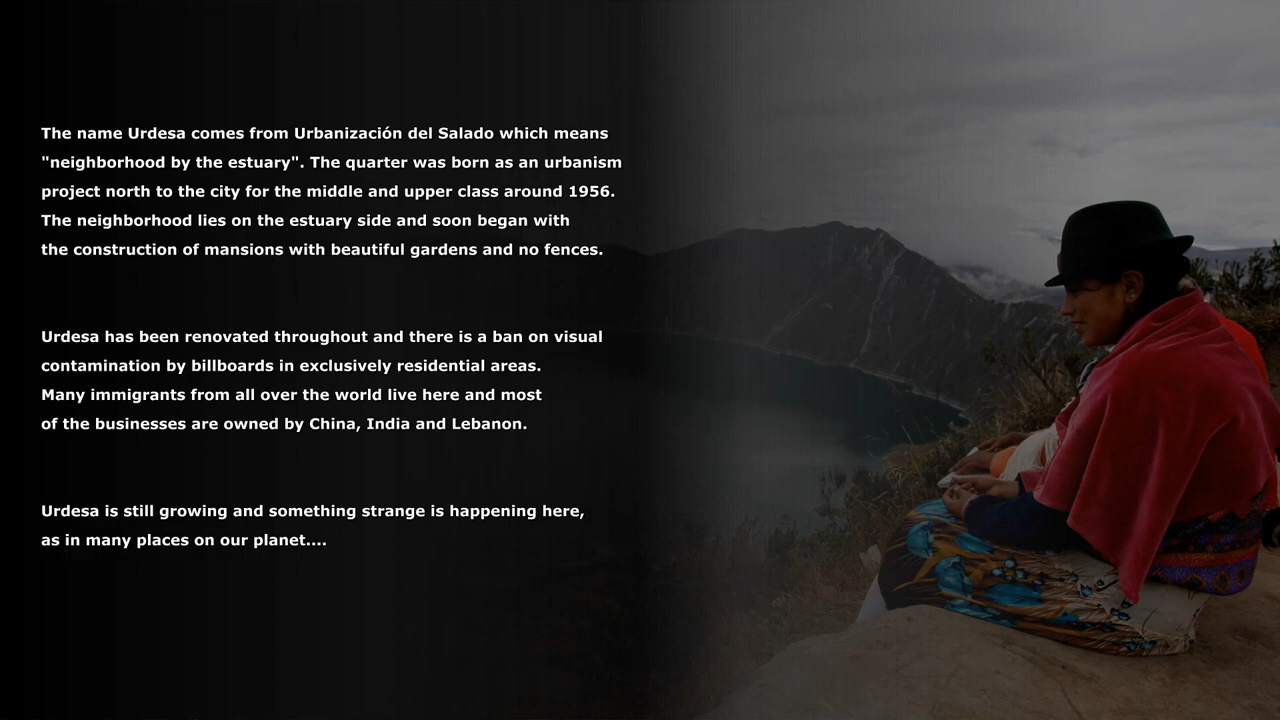 The name Urdesa comes from Urbanización del Salado which means
"neighborhood by the estuary". The quarter was born as an urbanism
project north to the city for the middle and upper class around 1956.
The neighborhood lies on the estuary side and soon began with
the construction of mansions with beautiful gardens and no fences.
Urdesa has been renovated throughout and there is a ban on visual
contamination by billboards in exclusively residential areas.
Many immigrants from all over the world live here and most
of the businesses are owned by China, India and Lebanon.
Urdesa is still growing and something strange is happening here,
as in many places on our planet....